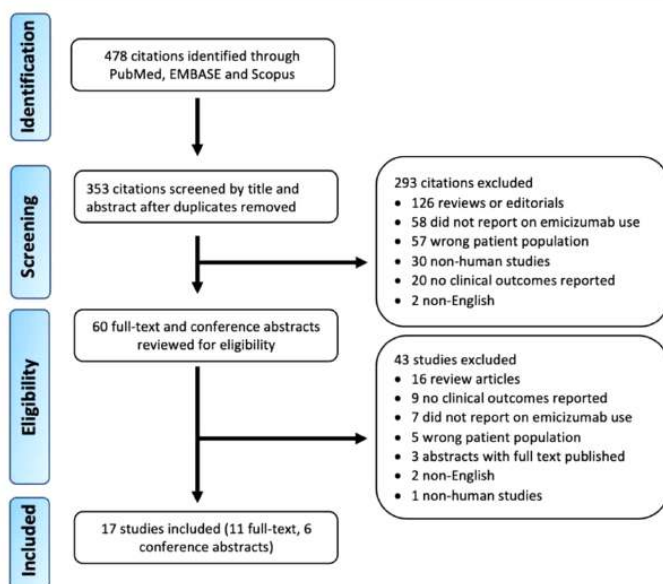 Identification
478 citations identified through
PubMed, EMBASE and Scopus
Screening
353 citations screened by title and
abstract after duplicates removed
293 citations excluded
• 126 reviews or editorials
• 58 did not report on emicizumab use
• 57 wrong patient population
• 30 non-human studies
• 20 no clinical outcomes reported
• 2 non-English
Eligibility
60 full-text and conference abstracts
reviewed for eligibility
43 studies excluded
• 16 review articles
• 9 no clinical outcomes reported
• 7 did not report on emicizumab use
• 5 wrong patient population
• 3 abstracts with full text published
• 2 non-English
• 1 non-human studies
Included
17 studies included (11 full-text, 6
conference abstracts)